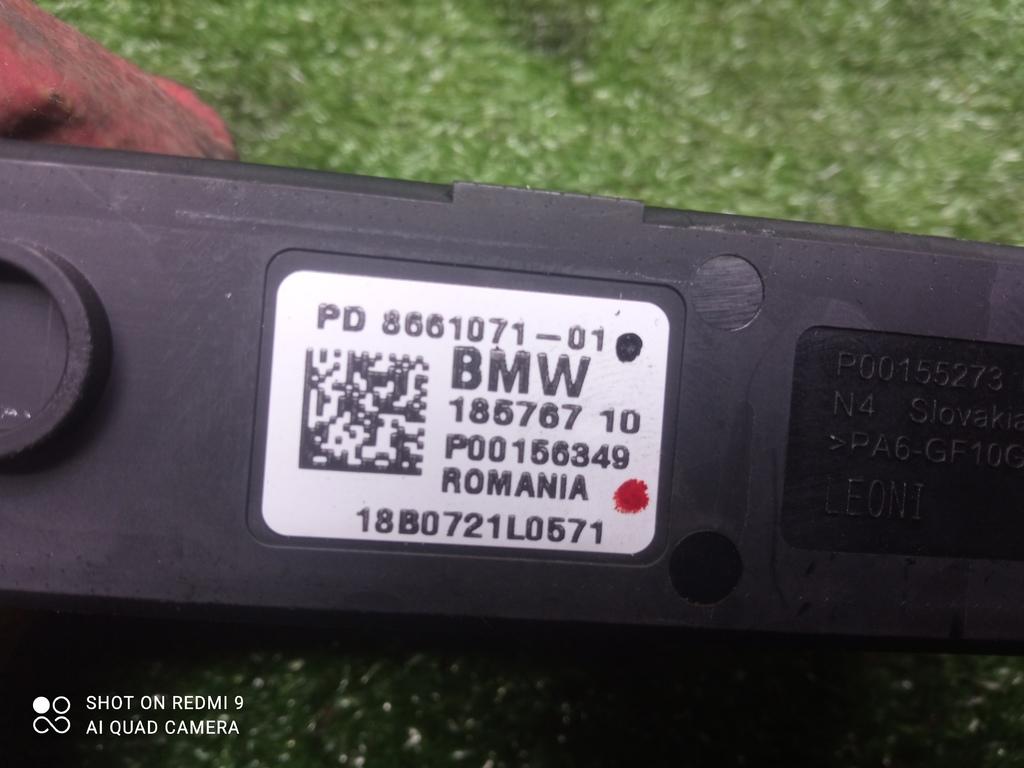 PD 8661071-01
BMW
185767 10
P00156349
ROMANIA
18B0721L0571
P00155273
N4 Slovakia
>PA6-GF10G
LEONI
SHOT ON REDMI 9
AI QUAD CAMERA